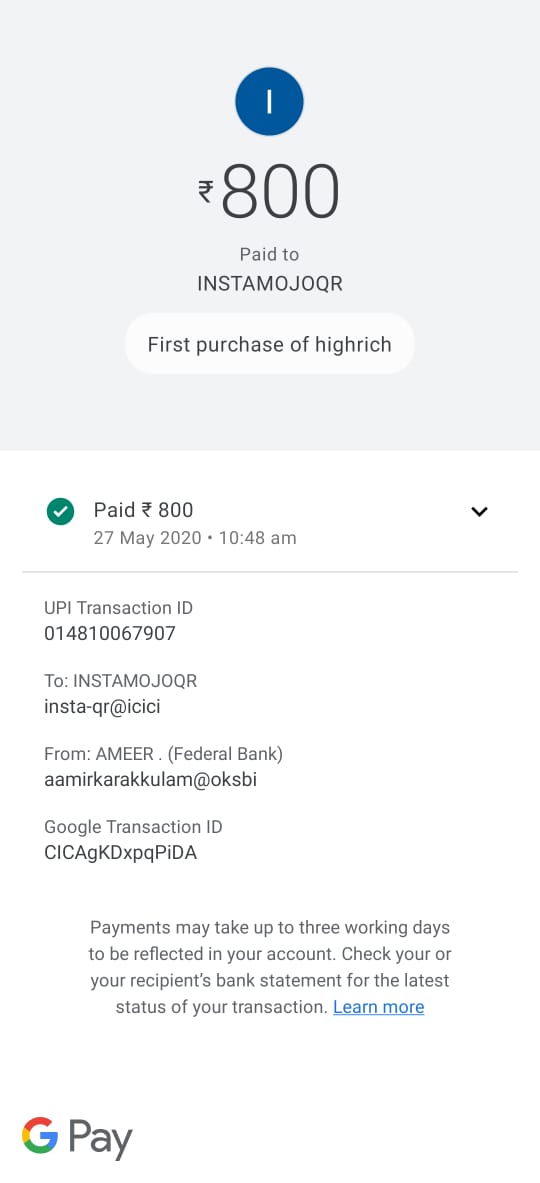 I
₹800
Paid to
INSTAMOJOQR
First purchase of highrich
Paid ₹ 800
27 May 2020 • 10:48 am
UPI Transaction ID
014810067907
To: INSTAMOJOQR
insta-qr@icici
From: AMEER . (Federal Bank)
aamirkarakkulam@oksbi
Google Transaction ID
CICAgKDxpqPiDA
Payments may take up to three working days
to be reflected in your account. Check your or
your recipient’s bank statement for the latest
status of your transaction. Learn more
G Pay